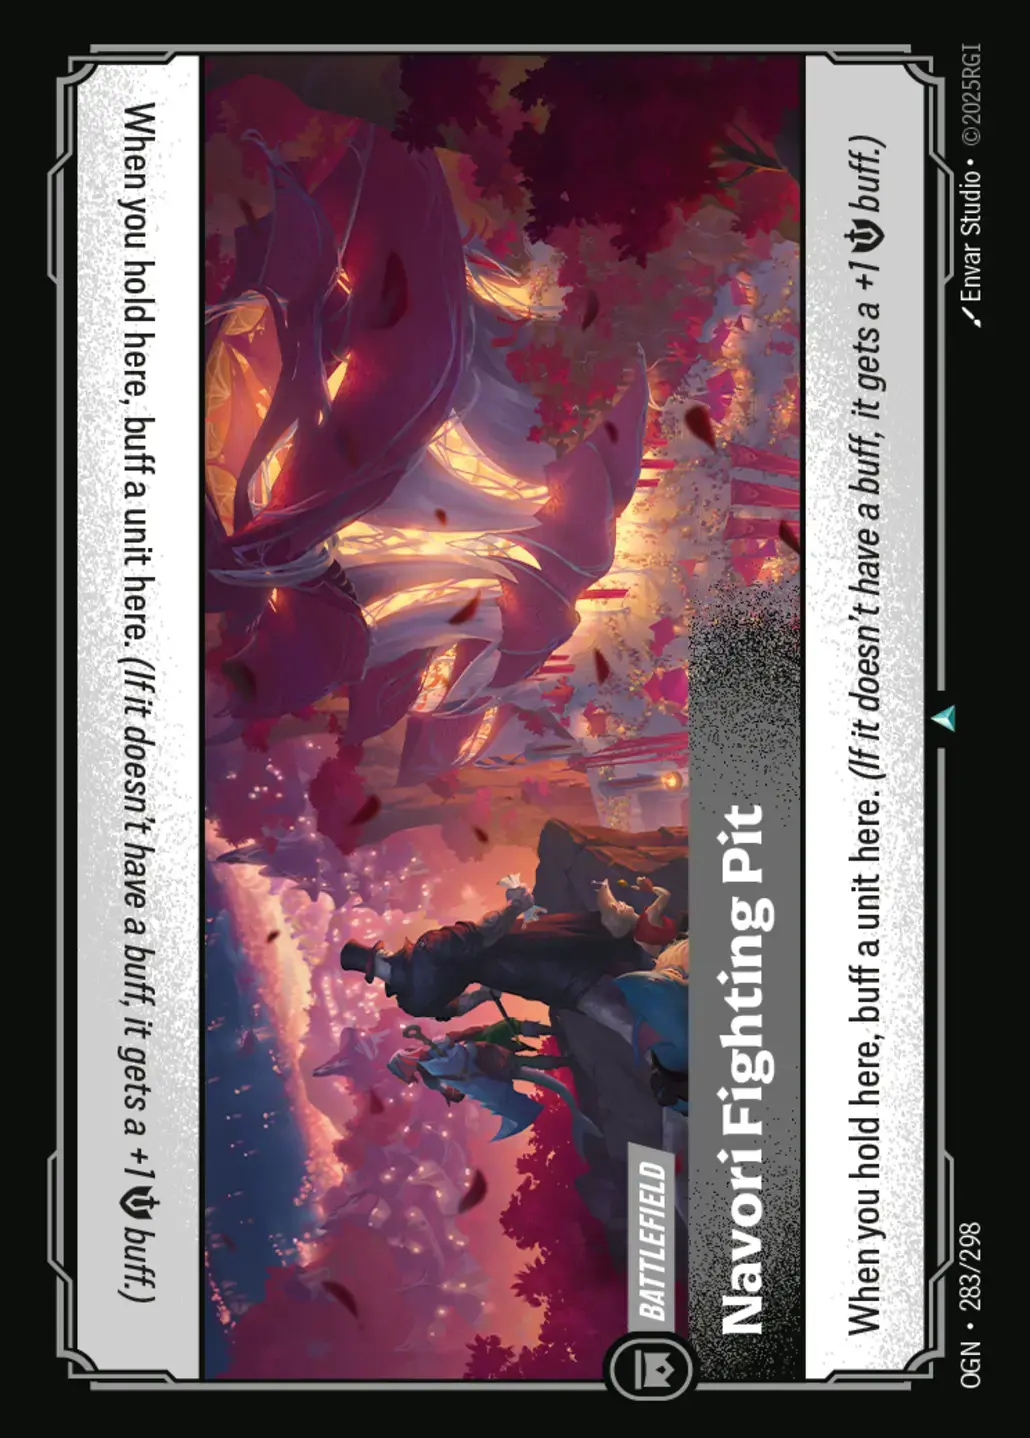 When you hold here, buff a unit here. (If it doesn't have a buff, it gets a +1 buff.)
BATTLEFIELD
Navori Fighting Pit
When you hold here, buff a unit here. (If it doesn't have a buff, it gets a +1 buff.)
OGN • 283/298
Envar Studio • ©2025RGI